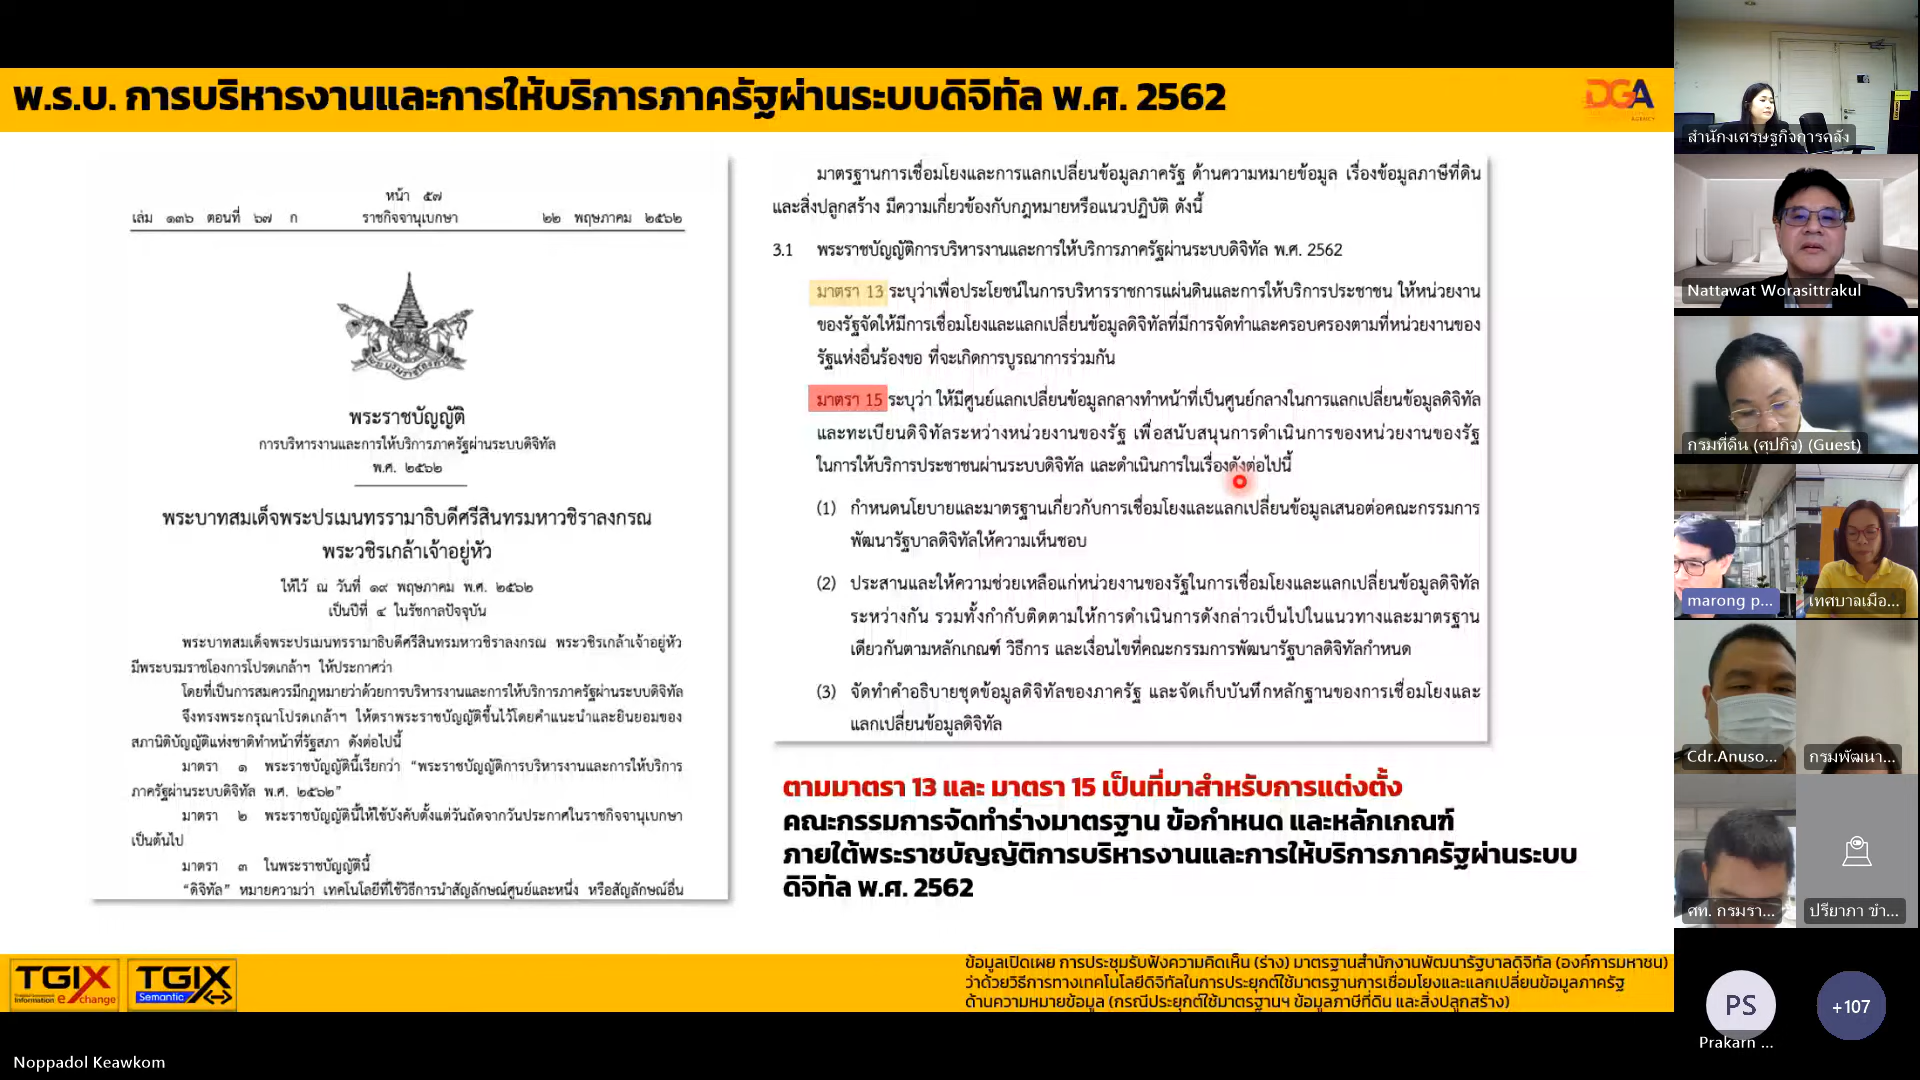 พ.ร.บ. การบริหารงานและการให้บริการภาครัฐผ่านระบบดิจิทัล พ.ศ. 2562
DGA
หน้า ๕๗
เล่ม ๑๓๖ ตอนที่ ๖๗ ก ราชกิจจานุเบกษา ๒๒ พฤษภาคม ๒๕๖๒
พระราชบัญญัติ
การบริหารงานและการให้บริการภาครัฐผ่านระบบดิจิทัล
พ.ศ. ๒๕๖๒
พระบาทสมเด็จพระปรเมนทรรามาธิบดีศรีสินทรมหาวชิราลงกรณ
พระวชิรเกล้าเจ้าอยู่หัว
ให้ไว้ ณ วันที่ ๑๙ พฤษภาคม พ.ศ. ๒๕๖๒
เป็นปีที่ ๔ ในรัชกาลปัจจุบัน
พระบาทสมเด็จพระปรเมนทรรามาธิบดีศรีสินทรมหาวชิราลงกรณ พระวชิรเกล้าเจ้าอยู่หัว
มีพระบรมราชโองการโปรดเกล้าฯ ให้ประกาศว่า
โดยที่เป็นการสมควรมีกฎหมายว่าด้วยการบริหารงานและการให้บริการภาครัฐผ่านระบบดิจิทัล
จึงทรงพระกรุณาโปรดเกล้าฯ ให้ตราพระราชบัญญัติขึ้นไว้โดยคำแนะนำและยินยอมของ
สภานิติบัญญัติแห่งชาติทำหน้าที่รัฐสภา ดังต่อไปนี้
มาตรา ๑ พระราชบัญญัตินี้เรียกว่า “พระราชบัญญัติการบริหารงานและการให้บริการ
ภาครัฐผ่านระบบดิจิทัล พ.ศ. ๒๕๖๒”
มาตรา ๒ พระราชบัญญัตินี้ให้ใช้บังคับตั้งแต่วันถัดจากวันประกาศในราชกิจจานุเบกษา
เป็นต้นไป
มาตรา ๓ ในพระราชบัญญัตินี้
“ดิจิทัล” หมายความว่า เทคโนโลยีที่ใช้วิธีการนำสัญลักษณ์ศูนย์และหนึ่ง หรือสัญลักษณ์อื่น
มาตรฐานการเชื่อมโยงและการแลกเปลี่ยนข้อมูลภาครัฐ ด้านความหมายข้อมูล เรื่องข้อมูลภาษีที่ดิน
และสิ่งปลูกสร้าง มีความเกี่ยวข้องกับกฎหมายหรือแนวปฏิบัติ ดังนี้
3.1 พระราชบัญญัติการบริหารงานและการให้บริการภาครัฐผ่านระบบดิจิทัล พ.ศ. 2562
มาตรา 13 ระบุว่าเพื่อประโยชน์ในการบริหารราชการแผ่นดินและการให้บริการประชาชน ให้หน่วยงาน
ของรัฐจัดให้มีการเชื่อมโยงและแลกเปลี่ยนข้อมูลดิจิทัลที่มีการจัดทำและครอบครองตามที่หน่วยงานของ
รัฐแห่งอื่นร้องขอ ที่จะเกิดการบูรณาการร่วมกัน
มาตรา 15 ระบุว่า ให้มีศูนย์แลกเปลี่ยนข้อมูลกลางทำหน้าที่เป็นศูนย์กลางในการแลกเปลี่ยนข้อมูลดิจิทัล
และทะเบียนดิจิทัลระหว่างหน่วยงานของรัฐ เพื่อสนับสนุนการดำเนินการของหน่วยงานของรัฐ
ในการให้บริการประชาชนผ่านระบบดิจิทัล และดำเนินการในเรื่องดังต่อไปนี้
(1) กำหนดนโยบายและมาตรฐานเกี่ยวกับการเชื่อมโยงและแลกเปลี่ยนข้อมูลเสนอต่อคณะกรรมการ
พัฒนารัฐบาลดิจิทัลให้ความเห็นชอบ
(2) ประสานและให้ความช่วยเหลือแก่หน่วยงานของรัฐในการเชื่อมโยงและแลกเปลี่ยนข้อมูลดิจิทัล
ระหว่างกัน รวมทั้งกำกับติดตามให้การดำเนินการดังกล่าวเป็นไปในแนวทางและมาตรฐาน
เดียวกันตามหลักเกณฑ์ วิธีการ และเงื่อนไขที่คณะกรรมการพัฒนารัฐบาลดิจิทัลกำหนด
(3) จัดทำคำอธิบายชุดข้อมูลดิจิทัลของภาครัฐ และจัดเก็บบันทึกหลักฐานของการเชื่อมโยงและ
แลกเปลี่ยนข้อมูลดิจิทัล
ตามมาตรา 13 และ มาตรา 15 เป็นที่มาสำหรับการแต่งตั้ง
คณะกรรมการจัดทำร่างมาตรฐาน ข้อกำหนด และหลักเกณฑ์
ภายใต้พระราชบัญญัติการบริหารงานและการให้บริการภาครัฐผ่านระบบ
ดิจิทัล พ.ศ. 2562
TGIX
exchange
TGIX
Semantic
ข้อมูลเปิดเผย การประชุมรับฟังความคิดเห็น (ร่าง) มาตรฐานสำนักงานพัฒนารัฐบาลดิจิทัล (องค์การมหาชน)
ว่าด้วยวิธีการทางเทคโนโลยีดิจิทัลในการประยุกต์ใช้มาตรฐานการเชื่อมโยงและแลกเปลี่ยนข้อมูลภาครัฐ
ด้านความหมายข้อมูล (กรณีประยุกต์ใช้มาตรฐานฯ ข้อมูลภาษีที่ดิน และสิ่งปลูกสร้าง)
Noppadol Keawkom
สำนักงเศรษฐกิจการคลัง
Nattawat Worasittrakul
กรมที่ดิน (ศุปกิจ) (Guest)
marong p...
เทศบาลเมือ...
Cdr.Anuso...
กรมพัฒนา...
ศท. กรมรา...
ปรียาภา ขำ...
PS
Prakarn ...
+107